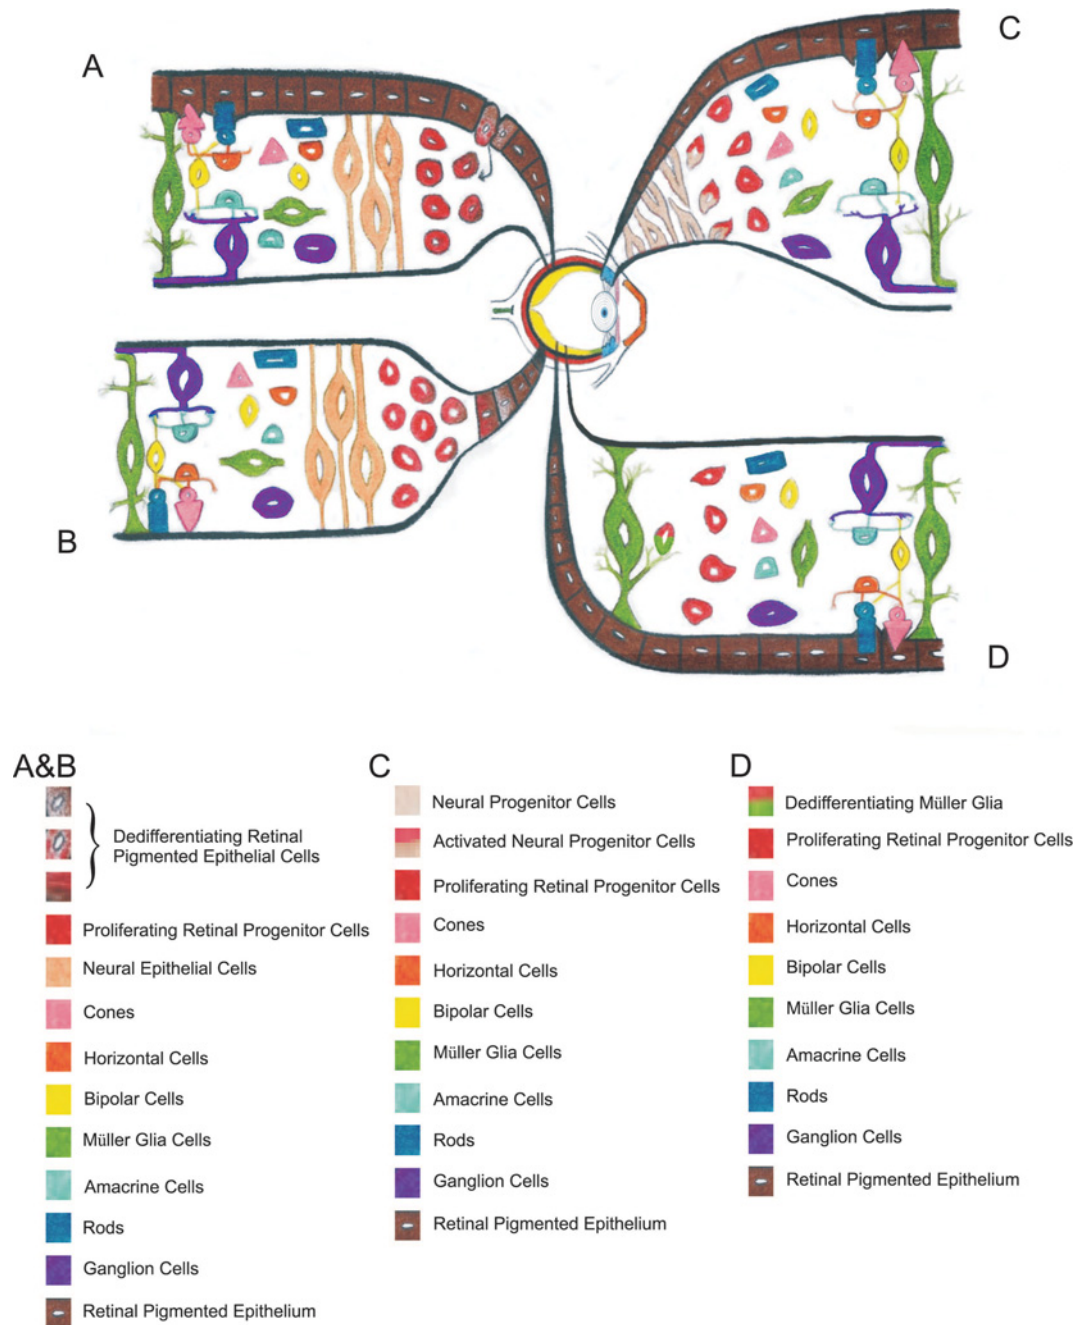 A
C
B
D
A&B
Dedifferentiating Retinal
Pigmented Epithelial Cells
Proliferating Retinal Progenitor Cells
Neural Epithelial Cells
Cones
Horizontal Cells
Bipolar Cells
Müller Glia Cells
Amacrine Cells
Rods
Ganglion Cells
Retinal Pigmented Epithelium
C
Neural Progenitor Cells
Activated Neural Progenitor Cells
Proliferating Retinal Progenitor Cells
Cones
Horizontal Cells
Bipolar Cells
Müller Glia Cells
Amacrine Cells
Rods
Ganglion Cells
Retinal Pigmented Epithelium
D
Dedifferentiating Müller Glia
Proliferating Retinal Progenitor Cells
Cones
Horizontal Cells
Bipolar Cells
Müller Glia Cells
Amacrine Cells
Rods
Ganglion Cells
Retinal Pigmented Epithelium